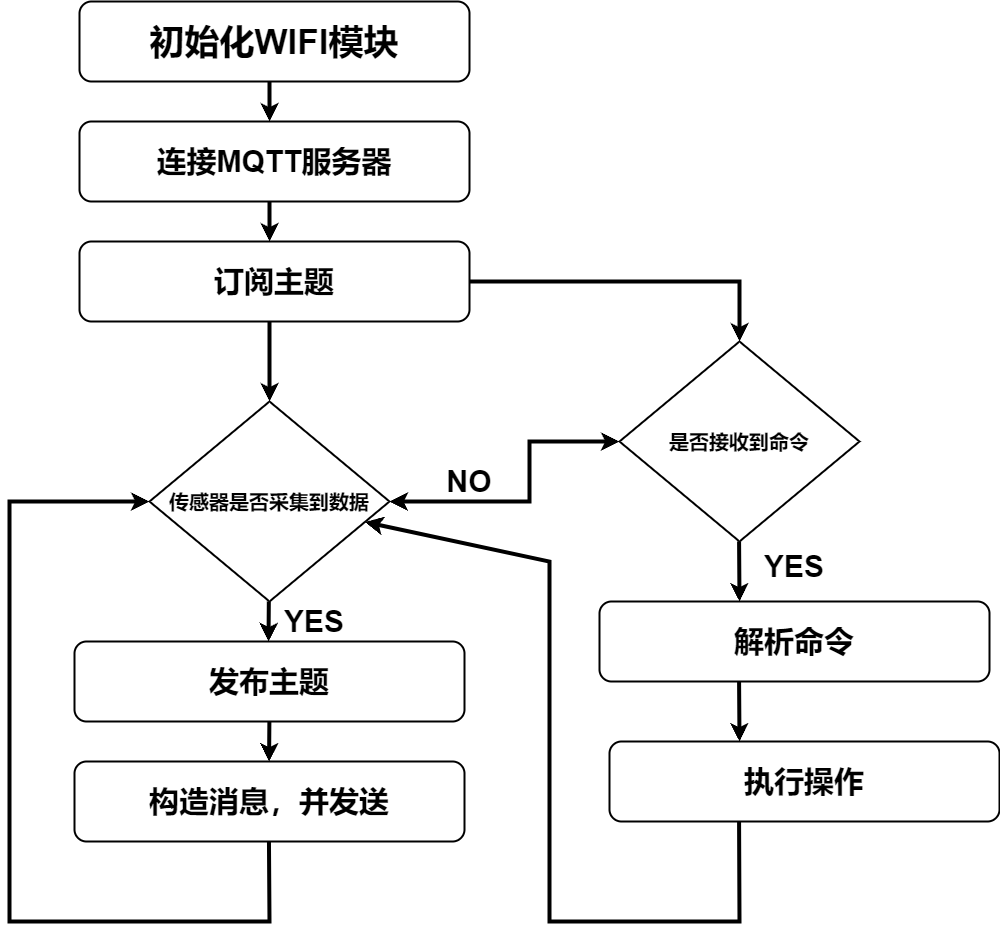 初始化WIFI模块
连接MQTT服务器
订阅主题
是否接收到命令
NO
传感器是否采集到数据
YES
YES
解析命令
发布主题
执行操作
构造消息，并发送